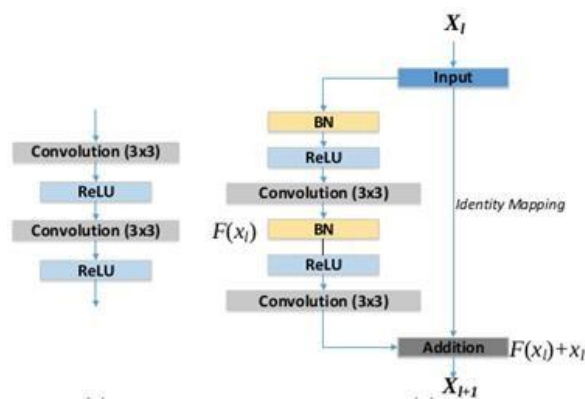 Convolution (3x3)
ReLU
Convolution (3x3)
ReLU
X_l
Input
BN
ReLU
Convolution (3x3)
Identity Mapping
F(x_l)
BN
ReLU
Convolution (3x3)
Addition
F(x_l)+x_l
X_{l+1}